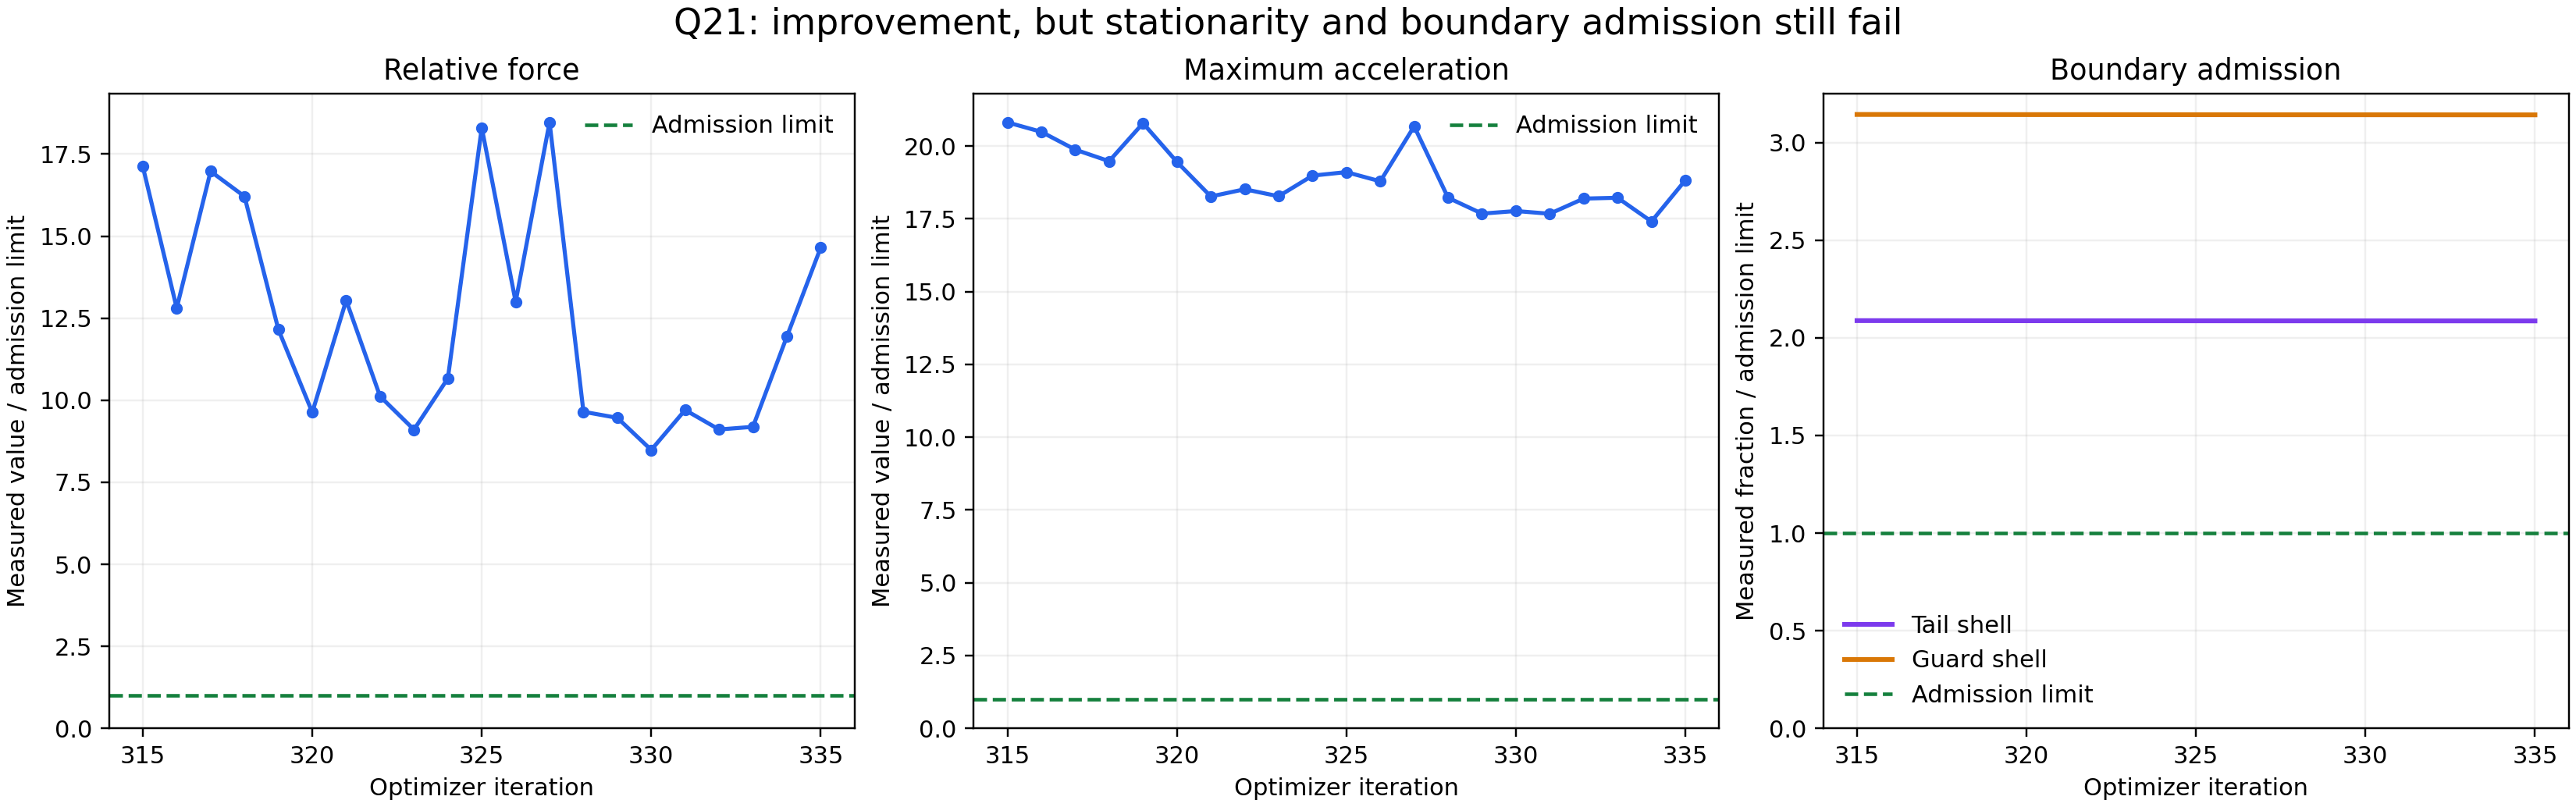 Q21: improvement, but stationarity and boundary admission still fail
Relative force
Measured value / admission limit
17.5
15.0
12.5
10.0
7.5
5.0
2.5
0.0
Admission limit
315 320 325 330 335
Optimizer iteration
Maximum acceleration
Measured value / admission limit
20.0
17.5
15.0
12.5
10.0
7.5
5.0
2.5
0.0
Admission limit
315 320 325 330 335
Optimizer iteration
Boundary admission
Measured fraction / admission limit
3.0
2.5
2.0
1.5
1.0
0.5
0.0
Tail shell
Guard shell
Admission limit
315 320 325 330 335
Optimizer iteration